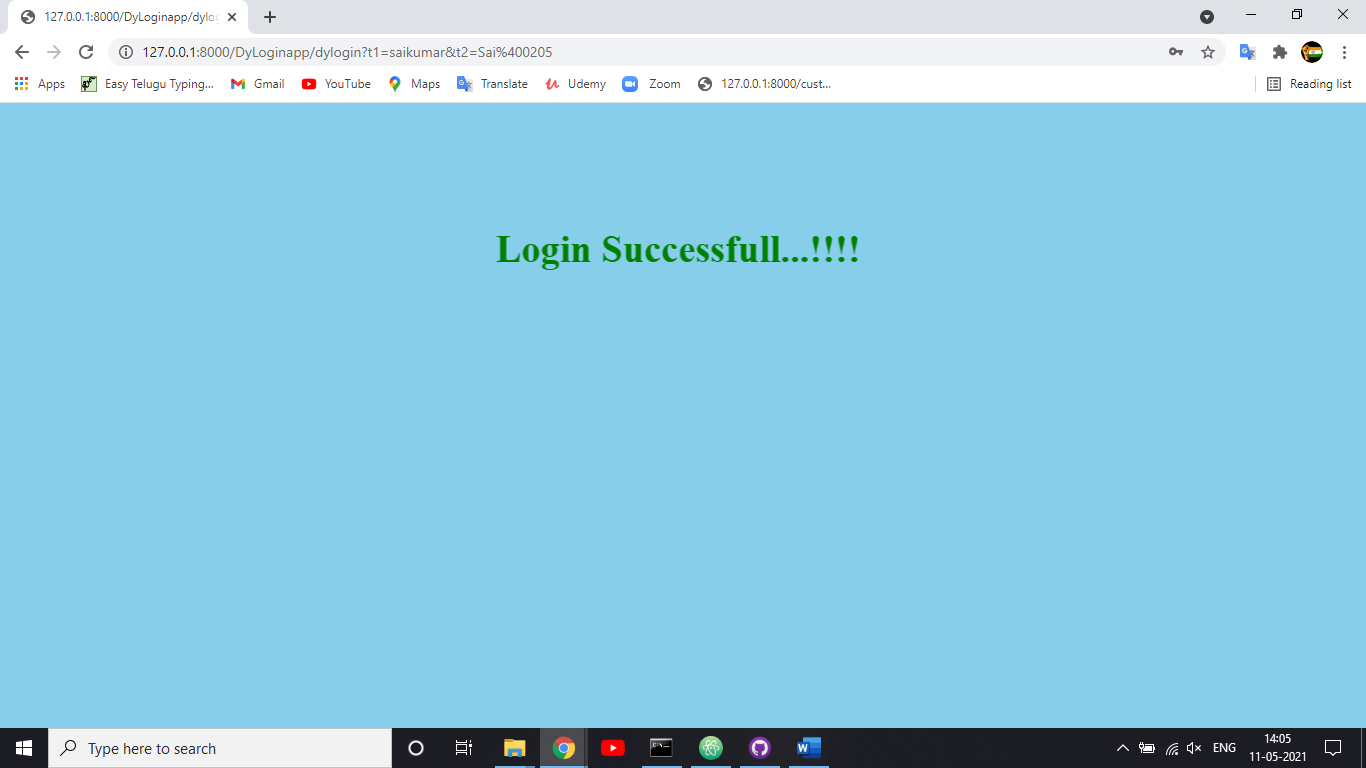 127.0.0.1:8000/DyLoginapp/dylo
127.0.0.1:8000/DyLoginapp/dylogin?t1=saikumar&t2=Sai%400205
Apps Easy Telugu Typing... Gmail YouTube Maps Translate Udemy Zoom 127.0.0.1:8000/cust... Reading list
Login Successfull...!!!!
Type here to search
ENG
14:05
11-05-2021